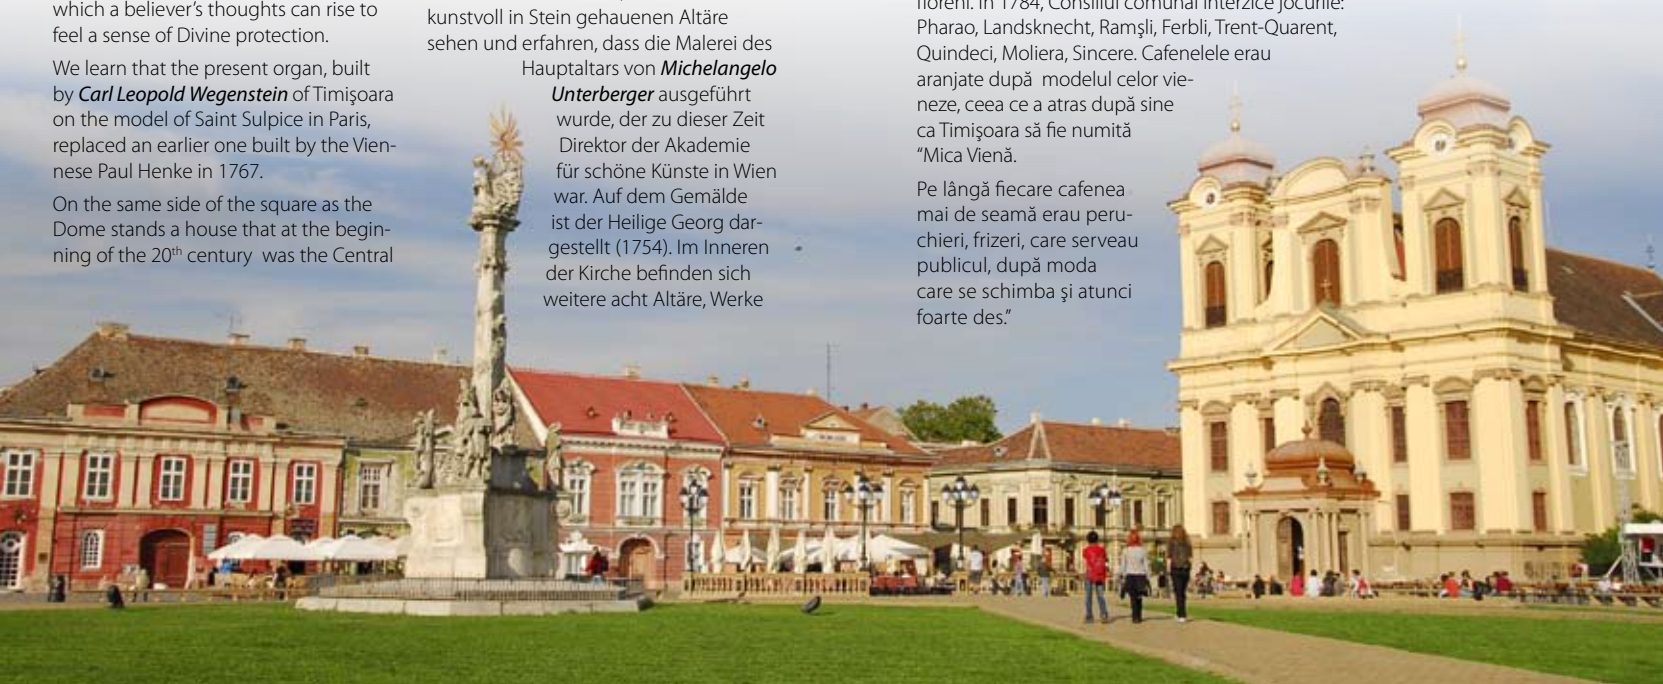 which a believer’s thoughts can rise to
feel a sense of Divine protection.
We learn that the present organ, built
by Carl Leopold Wegenstein of Timişoara
on the model of Saint Sulpice in Paris,
replaced an earlier one built by the Vien-
nese Paul Henke in 1767.
On the same side of the square as the
Dome stands a house that at the begin-
ning of the 20th century was the Central
kunstvoll in Stein gehauenen Altäre
sehen und erfahren, dass die Malerei des
Hauptaltars von Michelangelo
Unterberger ausgeführt
wurde, der zu dieser Zeit
Direktor der Akademie
für schöne Künste in Wien
war. Auf dem Gemälde
ist der Heilige Georg dar-
gestellt (1754). Im Inneren
der Kirche befinden sich
weitere acht Altäre, Werke
floreni. În 1784, Consiliul comunal interzice jocurile:
Pharao, Landsknecht, Ramşli, Ferbli, Trent-Quarent,
Quindeci, Moliera, Sincere. Cafenelele erau
aranjate după modelul celor vie-
neze, ceea ce a atras după sine
ca Timişoara să fie numită
“Mica Vienă.
Pe lângă fiecare cafenea
mai de seamă erau peru-
chieri, frizeri, care serveau
publicul, după moda
care se schimba şi atunci
foarte des.”